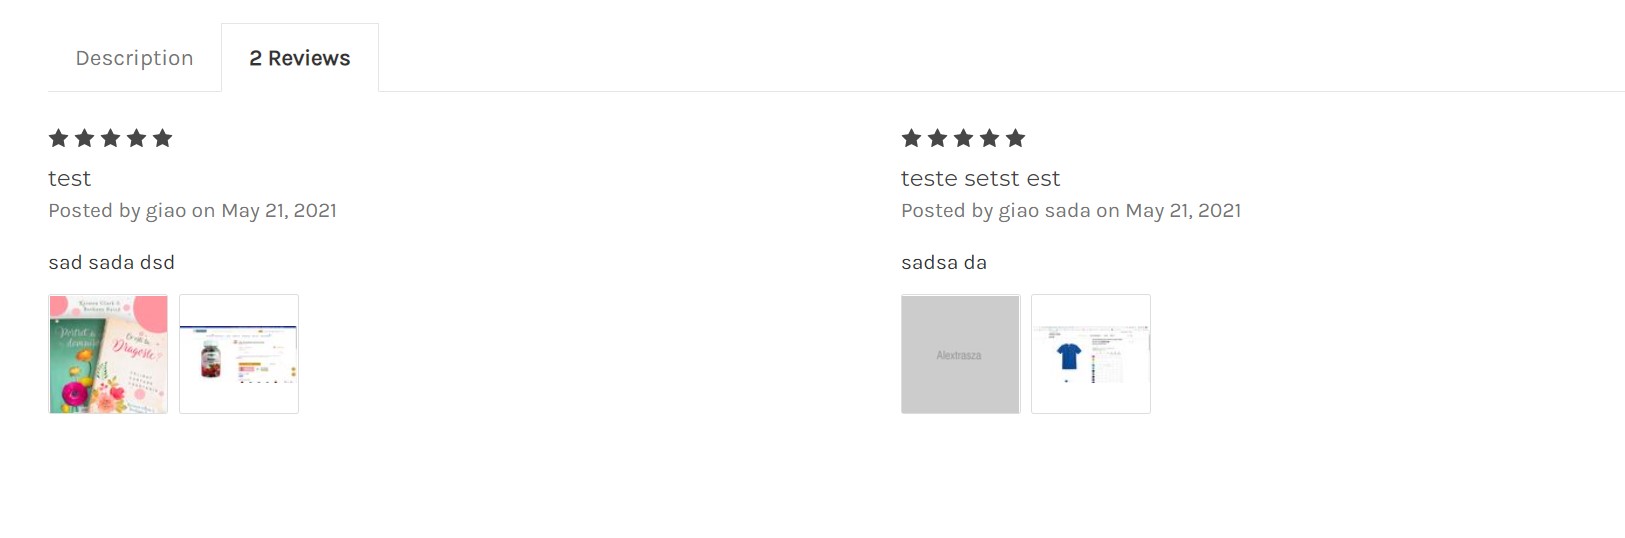 Description
2 Reviews
test
Posted by giao on May 21, 2021
sad sada dsd
Dragoste?
teste setst est
Posted by giao sada on May 21, 2021
sadsa da
Alextrasza